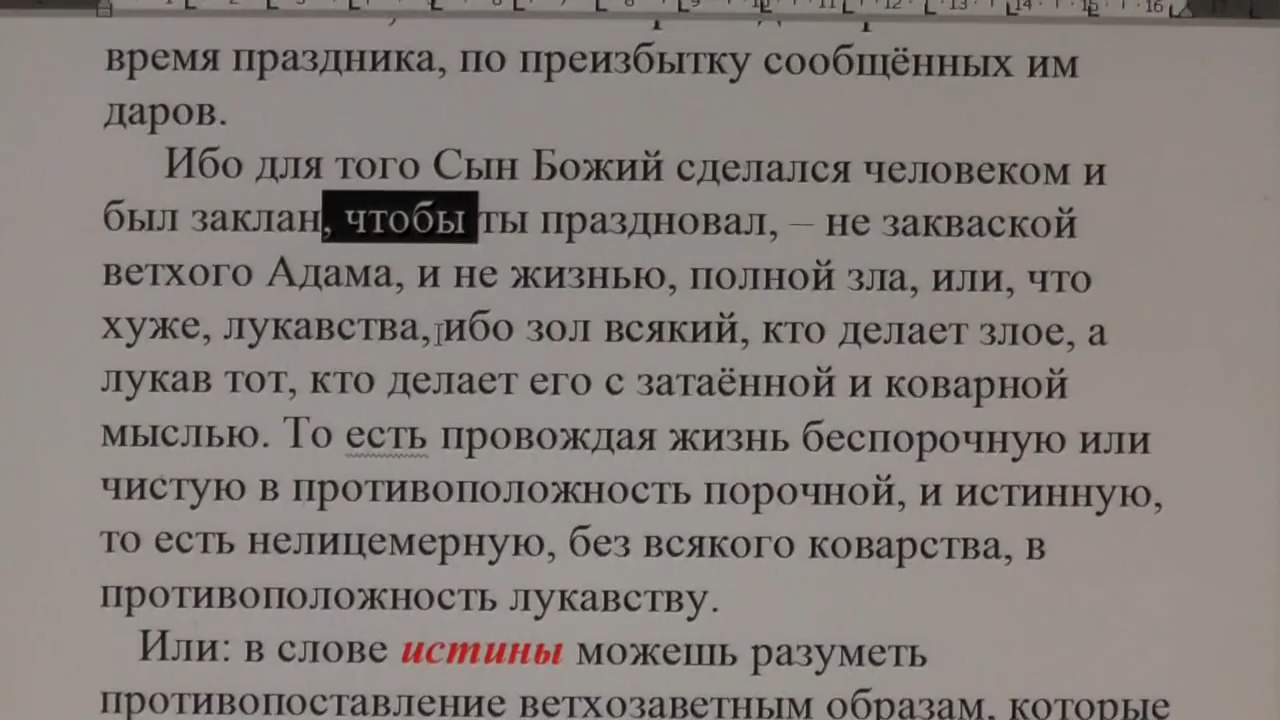 время праздника, по преизбытку сообщённых им
даров.
Ибо для того Сын Божий сделался человеком и
был заклан, чтобы ты праздновал, – не закваской
ветхого Адама, и не жизнью, полной зла, или, что
хуже, лукавства, ибо зол всякий, кто делает злое, а
лукав тот, кто делает его с затаённой и коварной
мыслью. То есть провождая жизнь беспорочную или
чистую в противоположность порочной, и истинную,
то есть нелицемерную, без всякого коварства, в
противоположность лукавству.
Или: в слове истины можешь разуметь
противопоставление ветхозаветным образам, которые